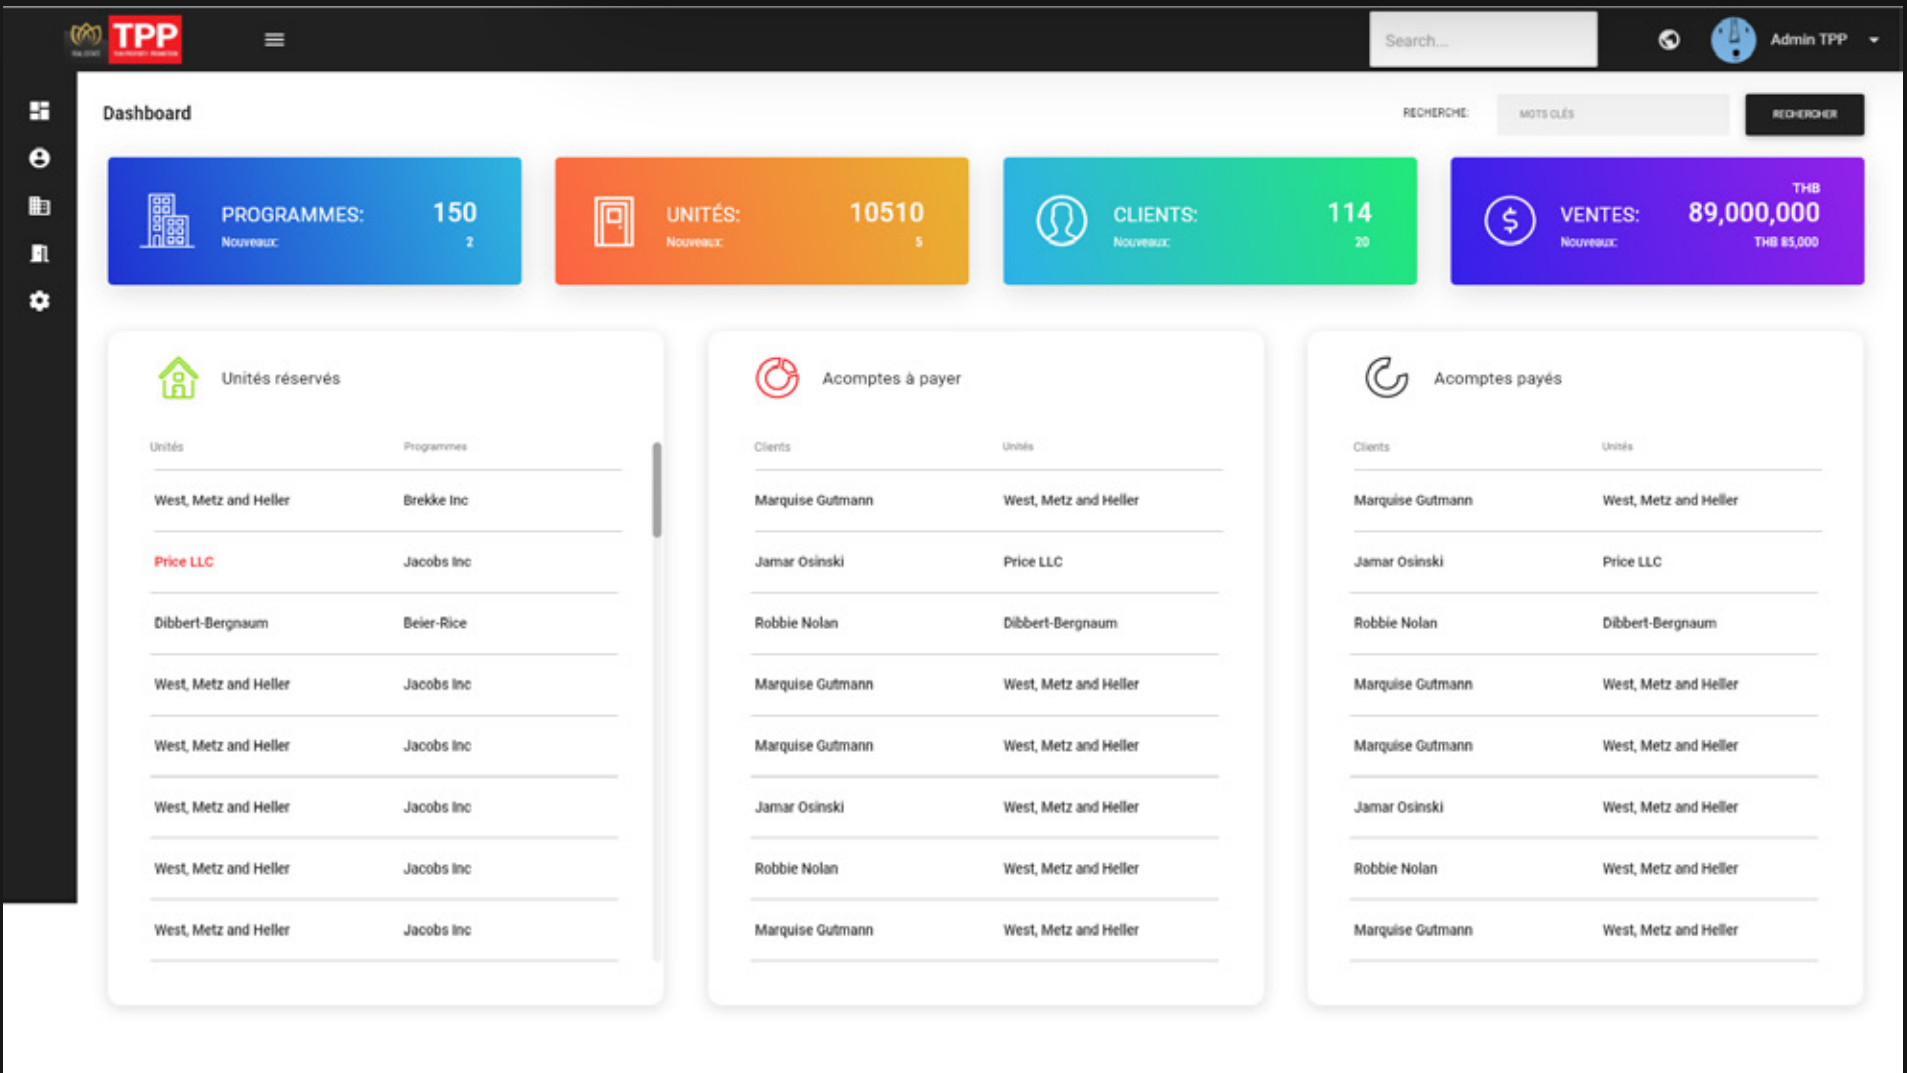 TPP
Search...
Admin TPP
Dashboard
RECHERCHE:
MOTS CLÉS
RECHERCHER
PROGRAMMES: 150
Nouveaux: 2
UNITÉS: 10510
Nouveaux: 5
CLIENTS: 114
Nouveaux: 20
THB
VENTES: 89,000,000
Nouveaux: THB 85,000
Unités réservés
Unités Programmes
West, Metz and Heller Brekke Inc
Price LLC Jacobs Inc
Dibbert-Bergnaum Beier-Rice
West, Metz and Heller Jacobs Inc
West, Metz and Heller Jacobs Inc
West, Metz and Heller Jacobs Inc
West, Metz and Heller Jacobs Inc
West, Metz and Heller Jacobs Inc
Acomptes à payer
Clients Unités
Marquise Gutmann West, Metz and Heller
Jamar Osinski Price LLC
Robbie Nolan Dibbert-Bergnaum
Marquise Gutmann West, Metz and Heller
Marquise Gutmann West, Metz and Heller
Jamar Osinski West, Metz and Heller
Robbie Nolan West, Metz and Heller
Marquise Gutmann West, Metz and Heller
Acomptes payés
Clients Unités
Marquise Gutmann West, Metz and Heller
Jamar Osinski Price LLC
Robbie Nolan Dibbert-Bergnaum
Marquise Gutmann West, Metz and Heller
Marquise Gutmann West, Metz and Heller
Jamar Osinski West, Metz and Heller
Robbie Nolan West, Metz and Heller
Marquise Gutmann West, Metz and Heller